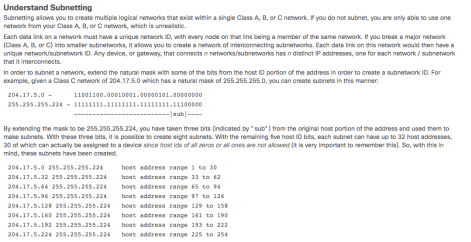 Understand Subnetting
Subnetting allows you to create multiple logical networks that exist within a single Class A, B, or C network. If you do not subnet, you are only able to use one
network from your Class A, B, or C network, which is unrealistic.
Each data link on a network must have a unique network ID, with every node on that link being a member of the same network. If you break a major network
(Class A, B, or C) into smaller subnetworks, it allows you to create a network of interconnecting subnetworks. Each data link on this network would then have a
unique network/subnetwork ID. Any device, or gateway, that connects n networks/subnetworks has n distinct IP addresses, one for each network / subnetwork
that it interconnects.
In order to subnet a network, extend the natural mask with some of the bits from the host ID portion of the address in order to create a subnetwork ID. For
example, given a Class C network of 204.17.5.0 which has a natural mask of 255.255.255.0, you can create subnets in this manner:
204.17.5.0 - 11001100.00010001.00000101.00000000
255.255.255.224 - 11111111.11111111.11111111.11100000
--------------------------|sub|----
By extending the mask to be 255.255.255.224, you have taken three bits (indicated by "sub") from the original host portion of the address and used them to
make subnets. With these three bits, it is possible to create eight subnets. With the remaining five host ID bits, each subnet can have up to 32 host addresses,
30 of which can actually be assigned to a device since host ids of all zeros or all ones are not allowed (it is very important to remember this). So, with this in
mind, these subnets have been created.
204.17.5.0 255.255.255.224 host address range 1 to 30
204.17.5.32 255.255.255.224 host address range 33 to 62
204.17.5.64 255.255.255.224 host address range 65 to 94
204.17.5.96 255.255.255.224 host address range 97 to 126
204.17.5.128 255.255.255.224 host address range 129 to 158
204.17.5.160 255.255.255.224 host address range 161 to 190
204.17.5.192 255.255.255.224 host address range 193 to 222
204.17.5.224 255.255.255.224 host address range 225 to 254